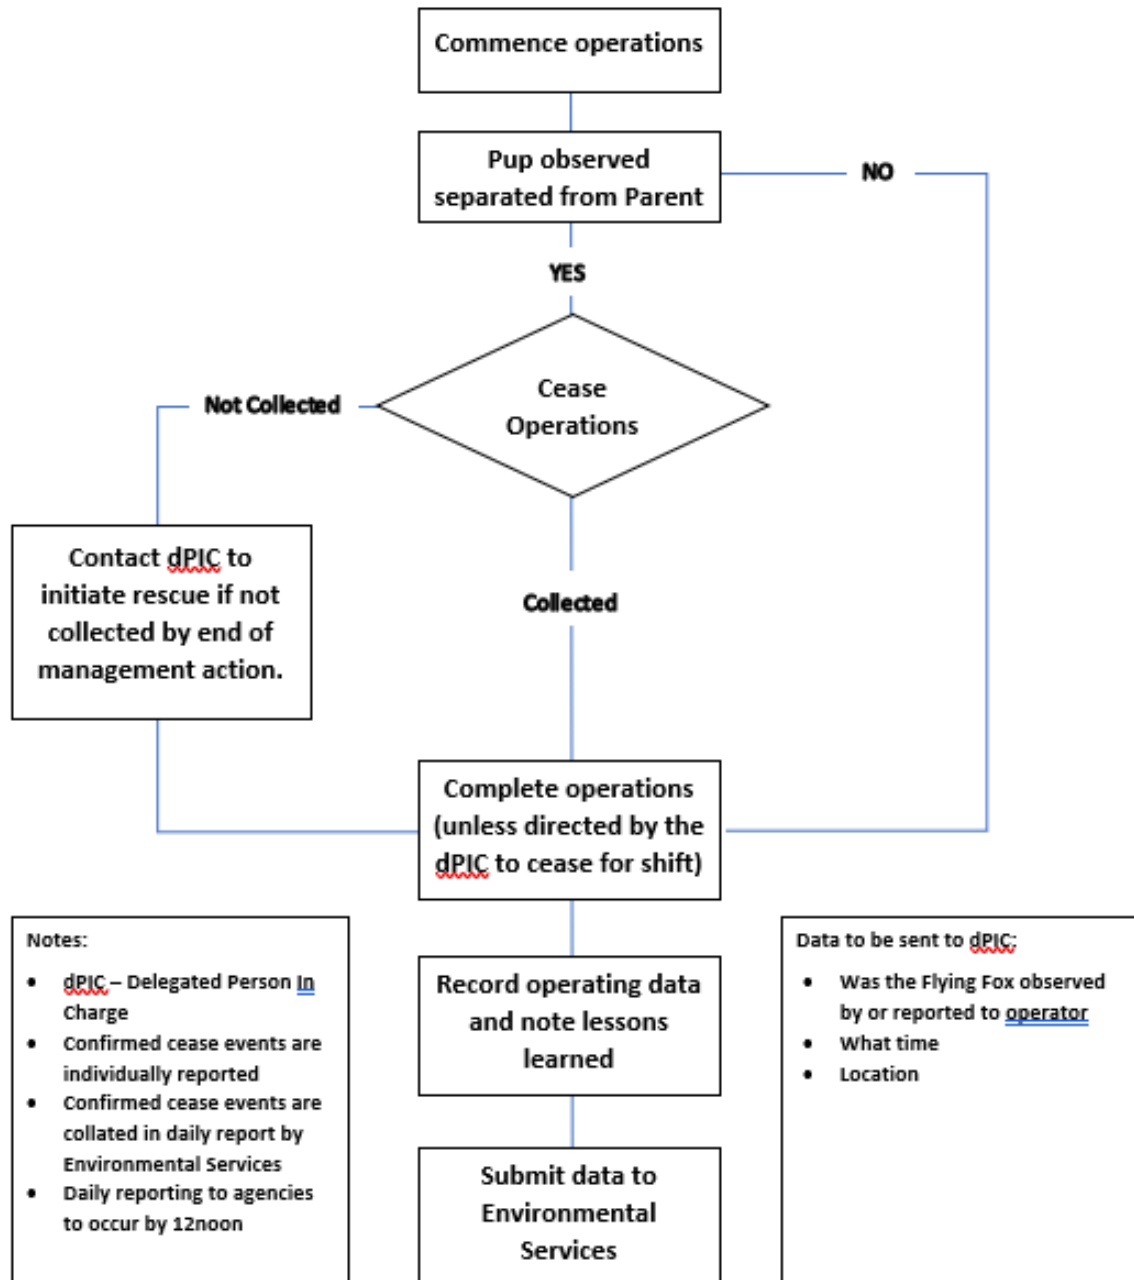 Commence operations
Pup observed
separated from Parent
NO
YES
Cease
Operations
Not Collected
Contact dPIC to
initiate rescue if not
collected by end of
management action.
Collected
Complete operations
(unless directed by the
dPIC to cease for shift)
Notes:
• dPIC – Delegated Person In
Charge
• Confirmed cease events are
individually reported
• Confirmed cease events are
collated in daily report by
Environmental Services
• Daily reporting to agencies
to occur by 12noon
Record operating data
and note lessons
learned
Data to be sent to dPIC:
• Was the Flying Fox observed
by or reported to operator
• What time
• Location
Submit data to
Environmental
Services